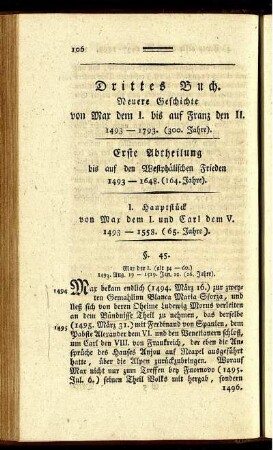 106
Drittes Buch.
Neuere Geschichte
von Max dem I. bis auf Franz den II.
1493 — 1793. (300. Jahre).
Erste Abtheilung
bis auf den Westphälischen Frieden
1493 — 1648. (164. Jahre).
I. Hauptstück
von Max dem I. und Carl dem V.
1493 — 1558. (65. Jahre).
§. 45.
Max der I. (alt 34 — 60.)
1493. Aug. 19 — 1519. Jan. 12. (26. Jahre).
1494 Max bekam endlich (1494. März 16.) zur zwey-
ten Gemahlinn Blanca Maria Sforza, und
ließ sich von deren Oheime Ludewig Morus verleiten
an dem Bündnisse Theil zu nehmen, das derselbe
1495 (1495. März 31.) mit Ferdinand von Spanien, dem
Pabste Alexander dem VI. und den Venetianern schloß,
um Carl den VIII. von Frankreich, der eben die An-
sprüche des Hauses Anjou auf Neapel ausgeführt
hatte, über die Alpen zurückzubringen. Worauf
Max nicht nur zum Treffen bey Fuornovo (1495.
Jul. 6.) seinen Theil Volks mit hergab, sondern
1496.